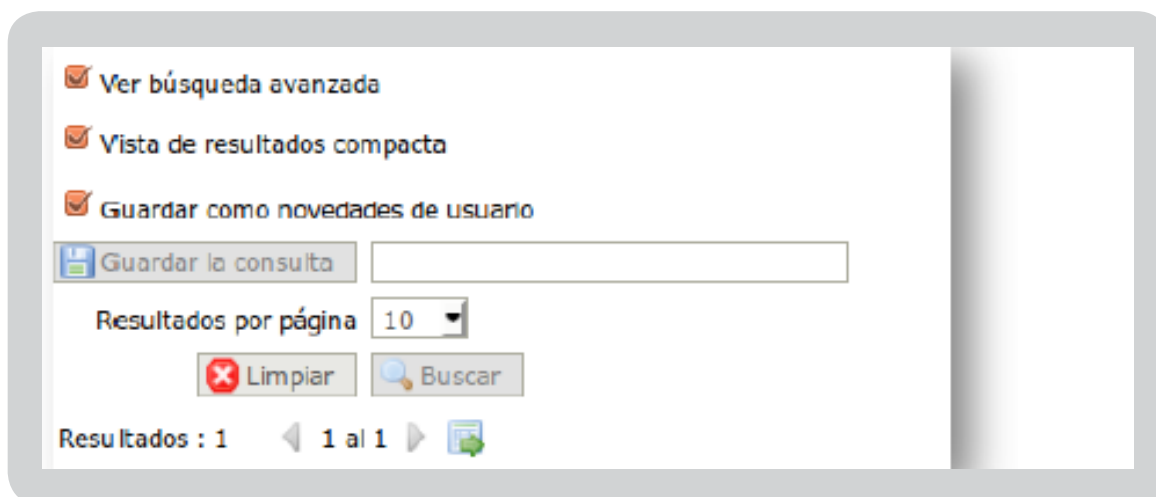 Ver búsqueda avanzada
Vista de resultados compacta
Guardar como novedades de usuario
Guardar la consulta
Resultados por página 10
Limpiar Buscar
Resultados : 1 1 al 1